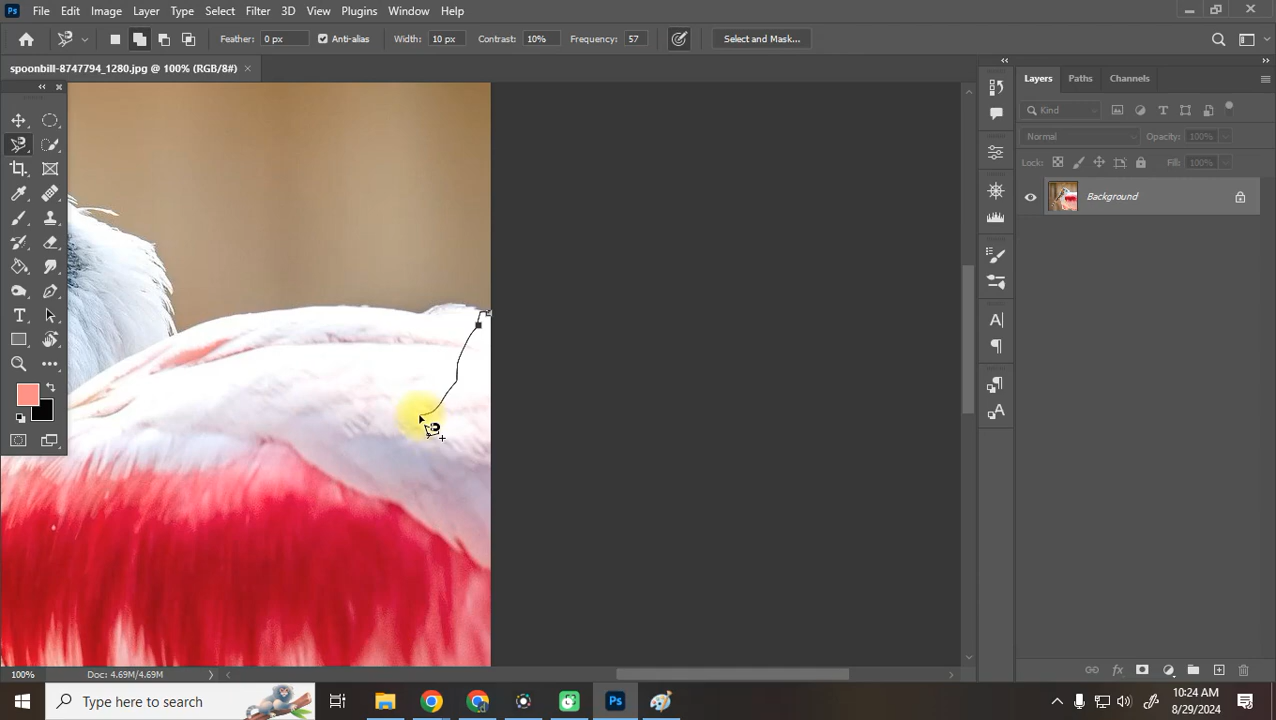 Ps File Edit Image Layer Type Select Filter 3D View Plugins Window Help
Feather: 0 px Anti-alias Width: 10 px Contrast: 10% Frequency: 57 Select and Mask...
spoonbill-8747794_1280.jpg @ 100% (RGB/8#) ×
Layers Paths Channels
Kind
Normal Opacity: 100%
Lock: Fill: 100%
Background
100% Doc: 4.69M/4.69M
Type here to search
Ps
10:24 AM
8/29/2024